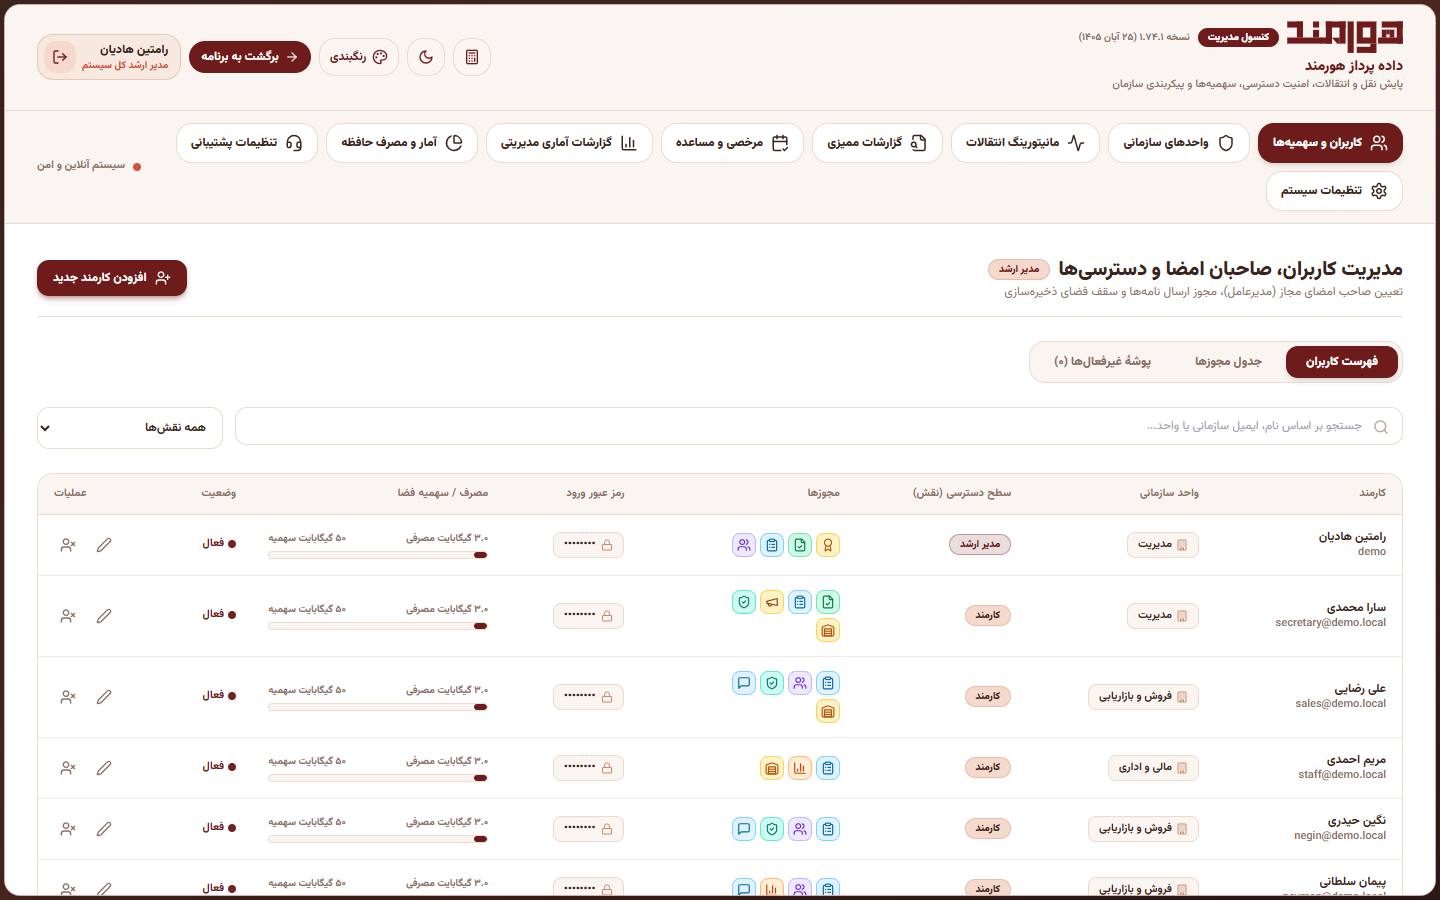 هورمند
کنسول مدیریت
نسخه ۱.۷۴.۱ (۲۵ آبان ۱۴۰۵)
داده پرداز هورمند
پایش نقل و انتقالات، امنیت دسترسی، سهمیه‌ها و پیکربندی سازمان
رنگبندی
برگشت به برنامه
رامتین هادیان
مدیر ارشد کل سیستم
کاربران و سهمیه‌ها
واحدهای سازمانی
مانیتورینگ انتقالات
گزارشات ممیزی
مرخصی و مساعده
گزارشات آماری مدیریتی
آمار و مصرف حافظه
تنظیمات پشتیبانی
تنظیمات سیستم
سیستم آنلاین و امن
مدیریت کاربران، صاحبان امضا و دسترسی‌ها
مدیر ارشد
تعیین صاحب امضای مجاز (مدیرعامل)، مجوز ارسال نامه‌ها و سقف فضای ذخیره‌سازی
افزودن کارمند جدید
فهرست کاربران
جدول مجوزها
پوشهٔ غیرفعال‌ها (۰)
جستجو بر اساس نام، ایمیل سازمانی یا واحد...
همه نقش‌ها
کارمند واحد سازمانی سطح دسترسی (نقش) مجوزها رمز عبور ورود مصرف / سهمیه فضا وضعیت عملیات
رامتین هادیان
demo
مدیریت
مدیر ارشد
••••••••
۳.۰ گیگابایت مصرفی
۵۰ گیگابایت سهمیه
فعال
سارا محمدی
secretary@demo.local
مدیریت
کارمند
••••••••
۳.۰ گیگابایت مصرفی
۵۰ گیگابایت سهمیه
فعال
علی رضایی
sales@demo.local
فروش و بازاریابی
کارمند
••••••••
۳.۰ گیگابایت مصرفی
۵۰ گیگابایت سهمیه
فعال
مریم احمدی
staff@demo.local
مالی و اداری
کارمند
••••••••
۳.۰ گیگابایت مصرفی
۵۰ گیگابایت سهمیه
فعال
نگین حیدری
negin@demo.local
فروش و بازاریابی
کارمند
••••••••
۳.۰ گیگابایت مصرفی
۵۰ گیگابایت سهمیه
فعال
پیمان سلطانی
فروش و بازاریابی
کارمند
••••••••
۳.۰ گیگابایت مصرفی
۵۰ گیگابایت سهمیه
فعال